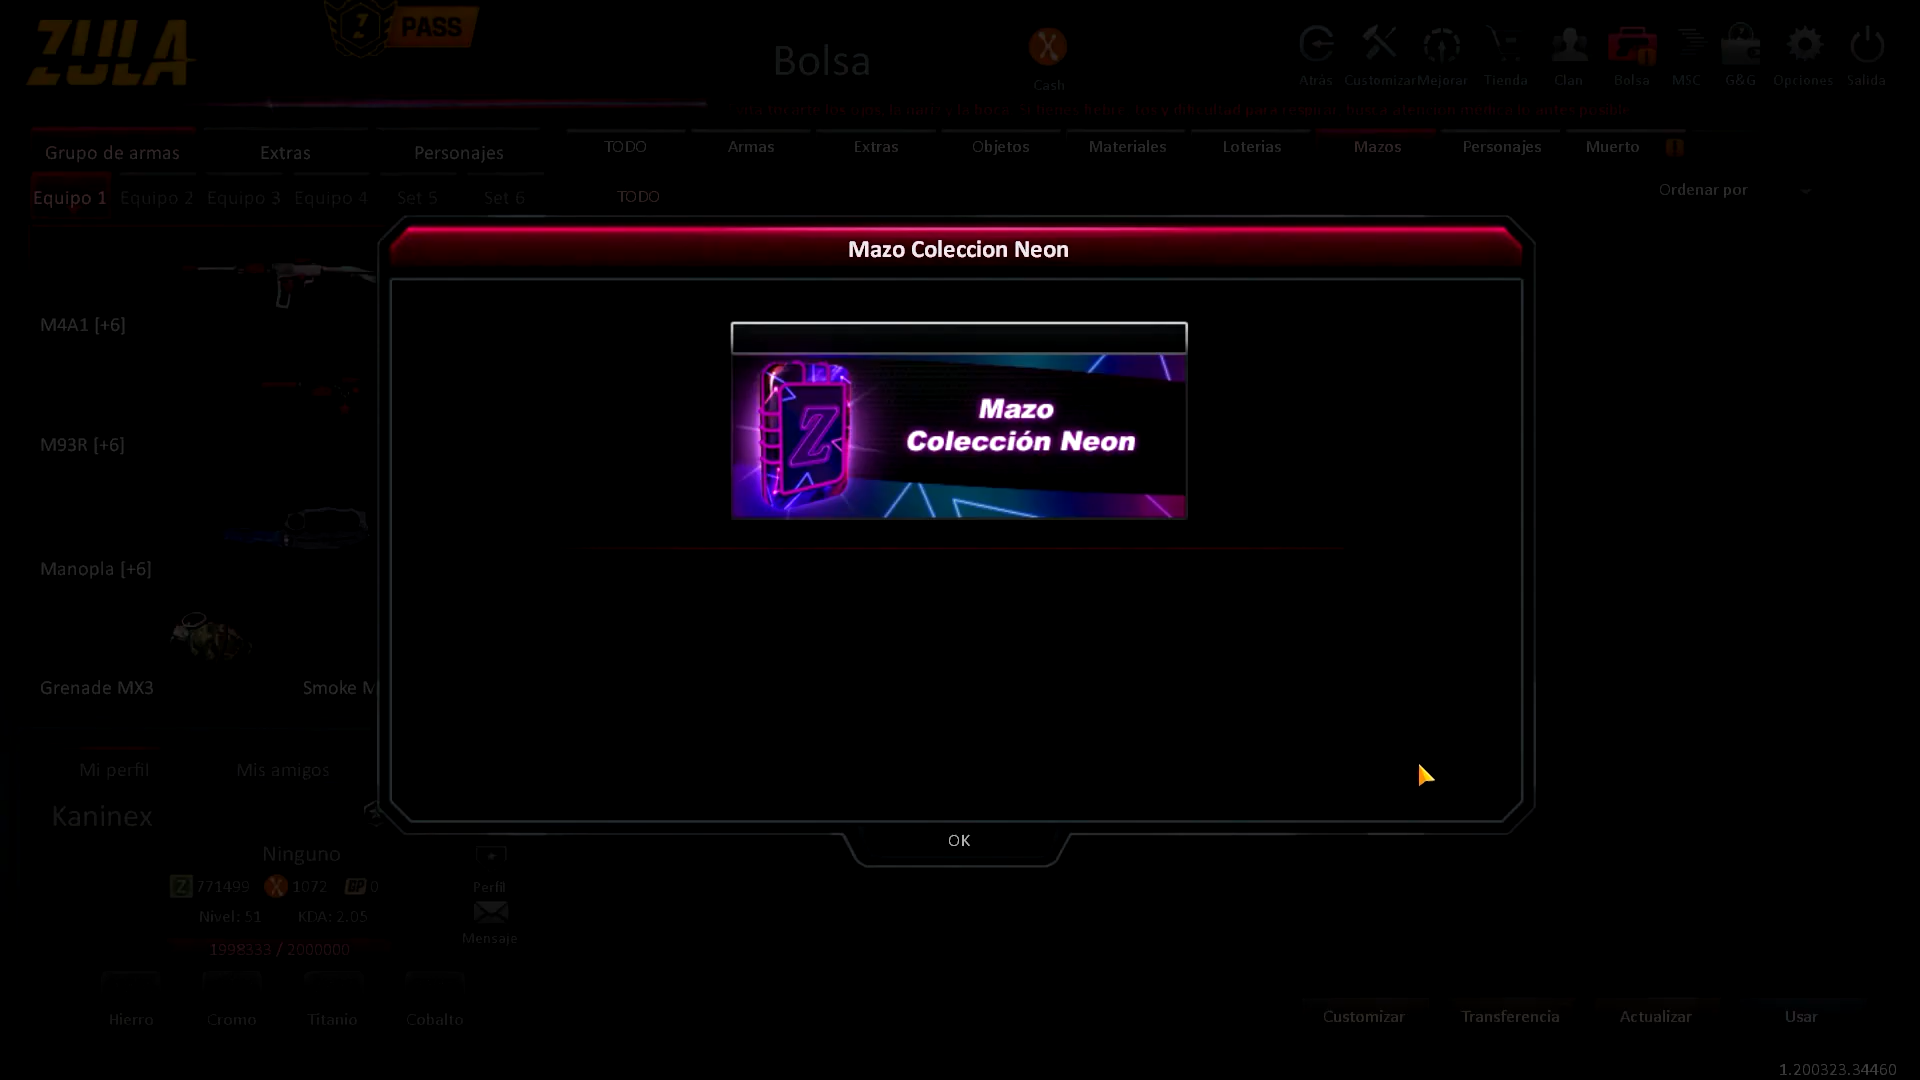 ZULA
Z PASS
Bolsa
Cash
Atrás
Customizar
Mejorar
Tienda
Clan
Bolsa
MSC
G&G
Opciones
Salida
Grupo de armas
Extras
Personajes
TODO
Armas
Extras
Objetos
Materiales
Loterias
Mazos
Personajes
Muerto
Equipo 1
Equipo 2
Equipo 3
Equipo 4
Set 5
Set 6
TODO
Ordenar por
Mazo Coleccion Neon
Mazo
Colección Neon
M4A1 [+6]
M93R [+6]
Manopla [+6]
Grenade MX3
Smoke M
Mi perfil
Mis amigos
Kaninex
OK
Ninguno
Z 771499
1072
GP 0
Perfil
Nivel: 51
KDA: 2.05
Mensaje
1998333 / 2000000
Hierro
Cromo
Titanio
Cobalto
Customizar
Transferencia
Actualizar
Usar
1.200323.34460